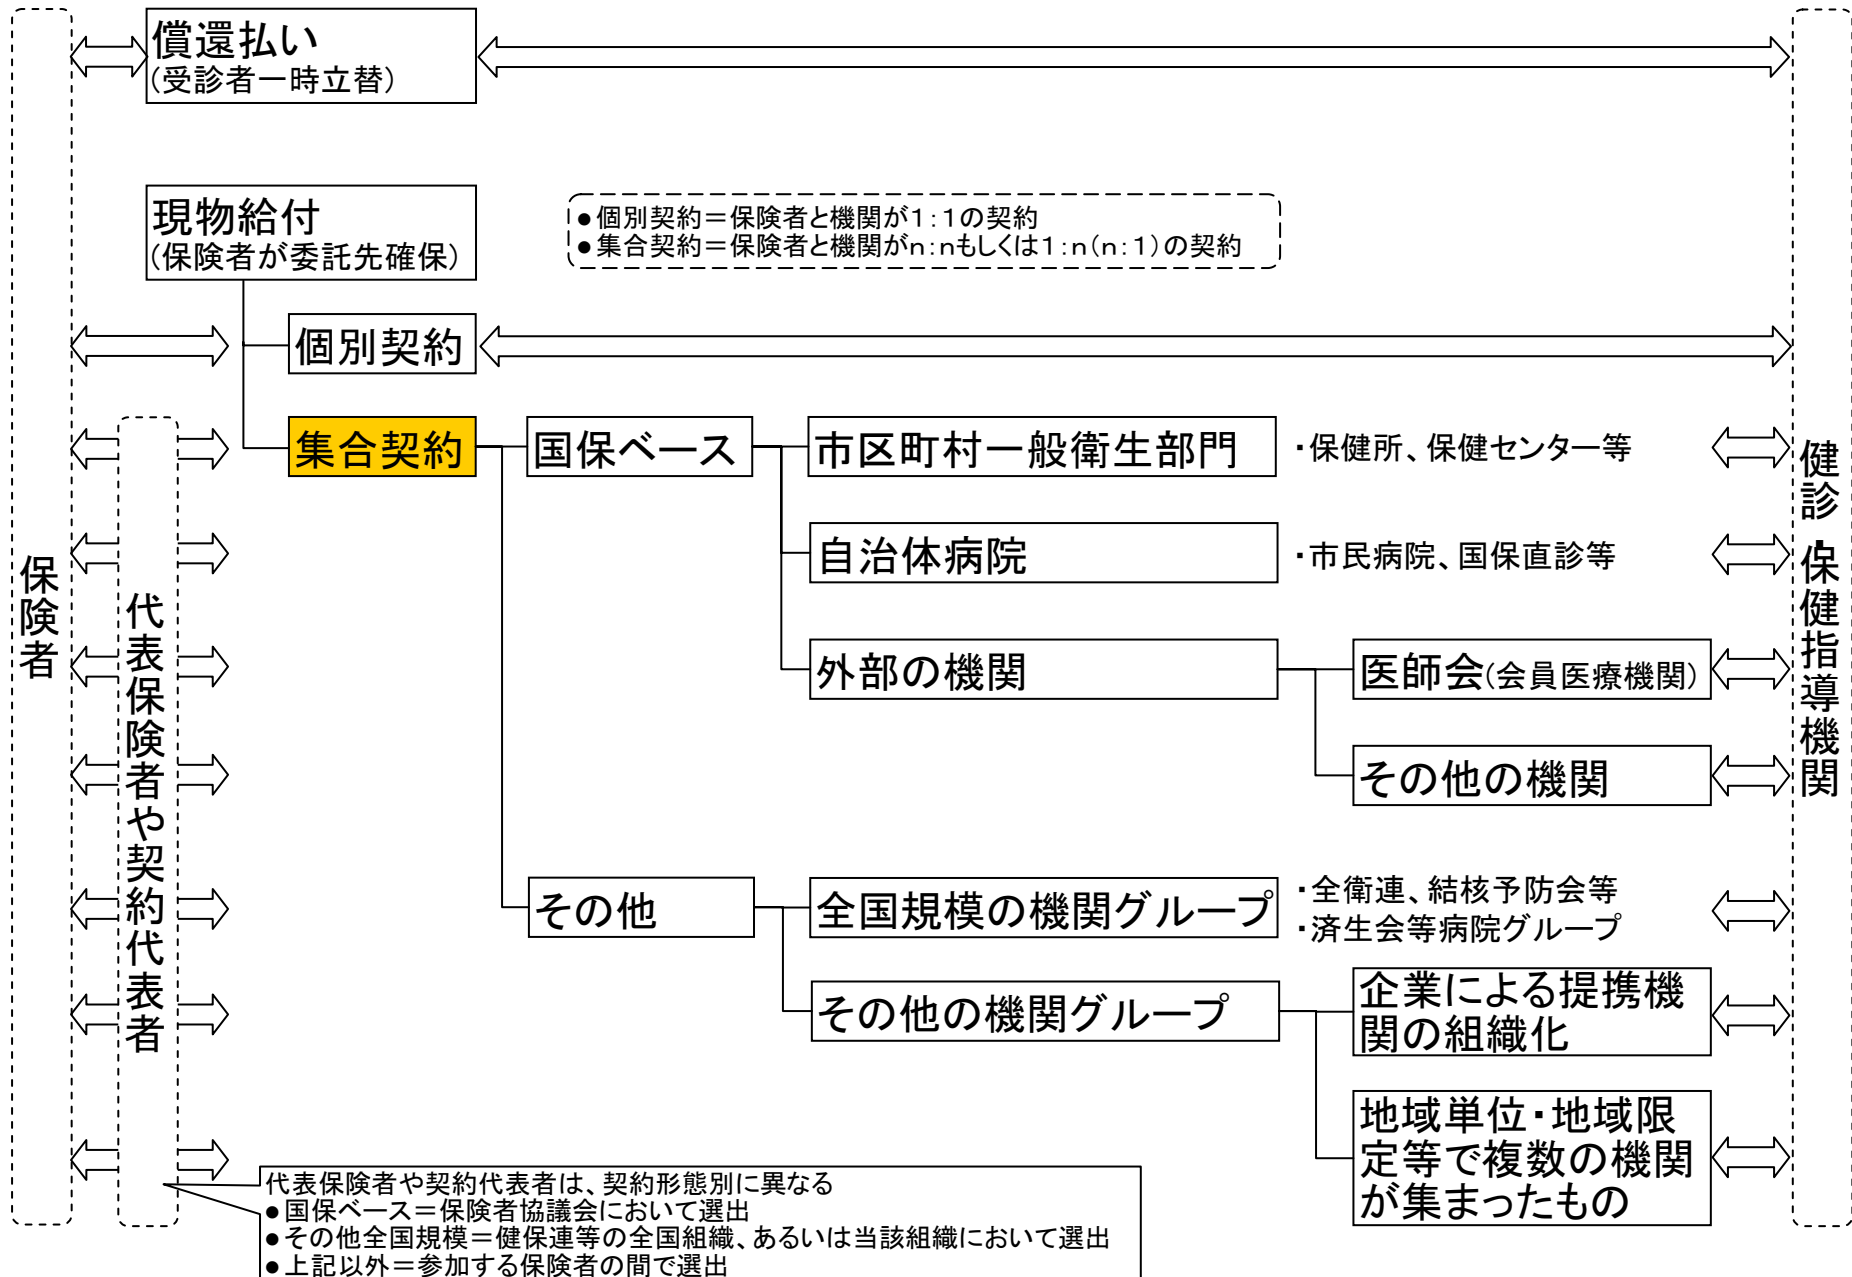 償還払い
(受診者一時立替)
現物給付
(保険者が委託先確保)
●個別契約＝保険者と機関が1:1の契約
●集合契約＝保険者と機関がn:nもしくは1:n(n:1)の契約
個別契約
集合契約
国保ベース
市区町村一般衛生部門
・保健所、保健センター等
自治体病院
・市民病院、国保直診等
外部の機関
医師会(会員医療機関)
その他の機関
その他
全国規模の機関グループ
・全衛連、結核予防会等
・済生会等病院グループ
その他の機関グループ
企業による提携機
関の組織化
地域単位・地域限
定等で複数の機関
が集まったもの
保険者
代表保険者や契約代表者
健診・保健指導機関
代表保険者や契約代表者は、契約形態別に異なる
●国保ベース＝保険者協議会において選出
●その他全国規模＝健保連等の全国組織、あるいは当該組織において選出
●上記以外＝参加する保険者の間で選出